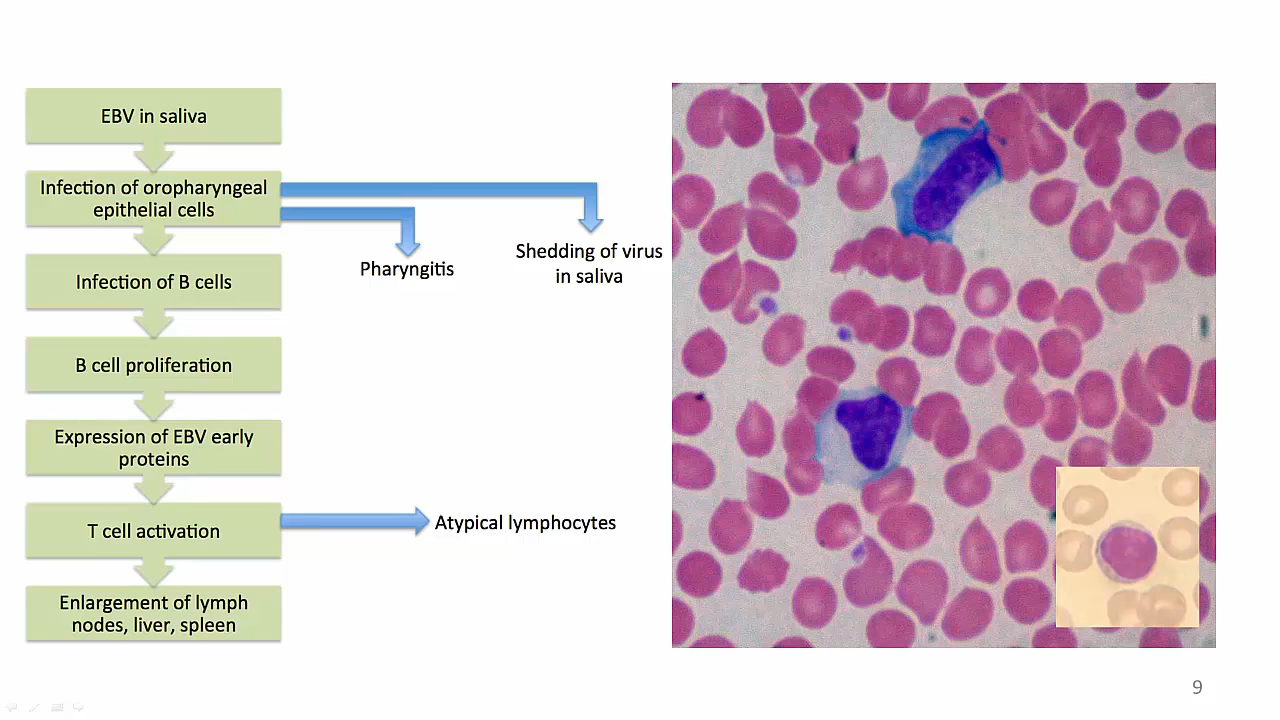 EBV in saliva
Infection of oropharyngeal
epithelial cells
Pharyngitis
Shedding of virus
in saliva
Infection of B cells
B cell proliferation
Expression of EBV early
proteins
T cell activation
Atypical lymphocytes
Enlargement of lymph
nodes, liver, spleen
9